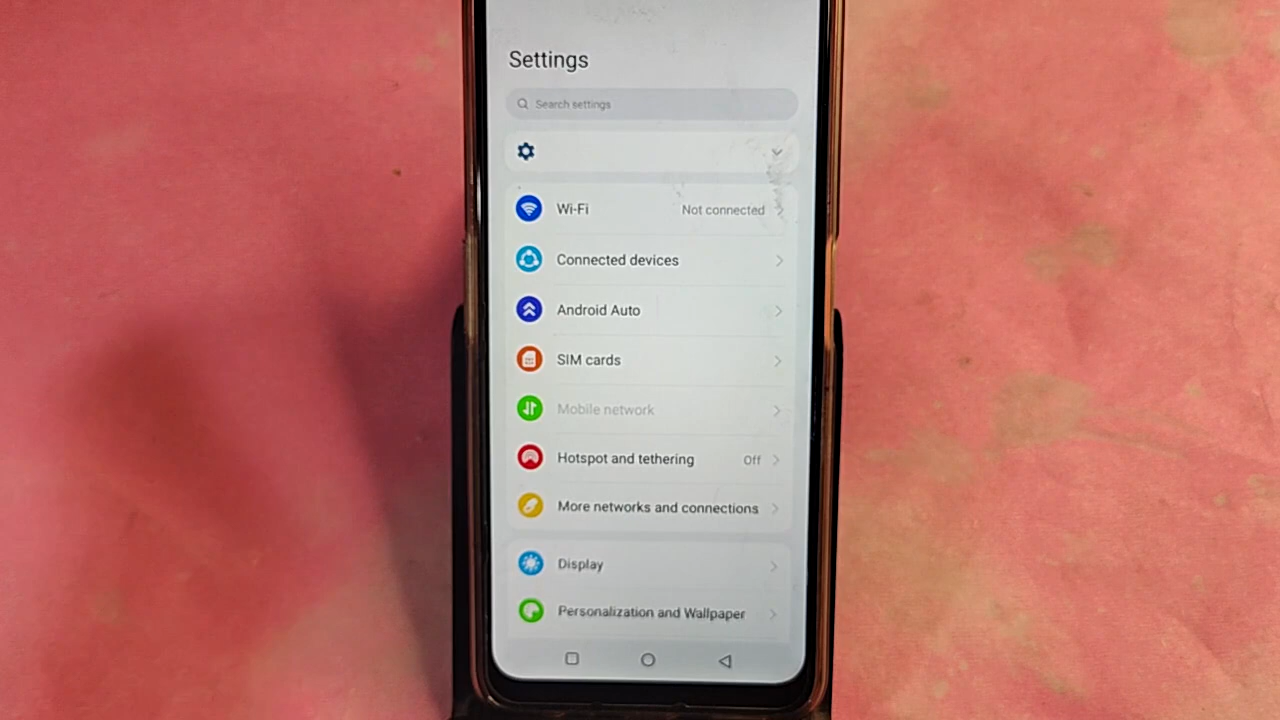 Settings
Search settings
Wi-Fi Not connected
Connected devices
Android Auto
SIM cards
Mobile network
Hotspot and tethering Off
More networks and connections
Display
Personalization and Wallpaper